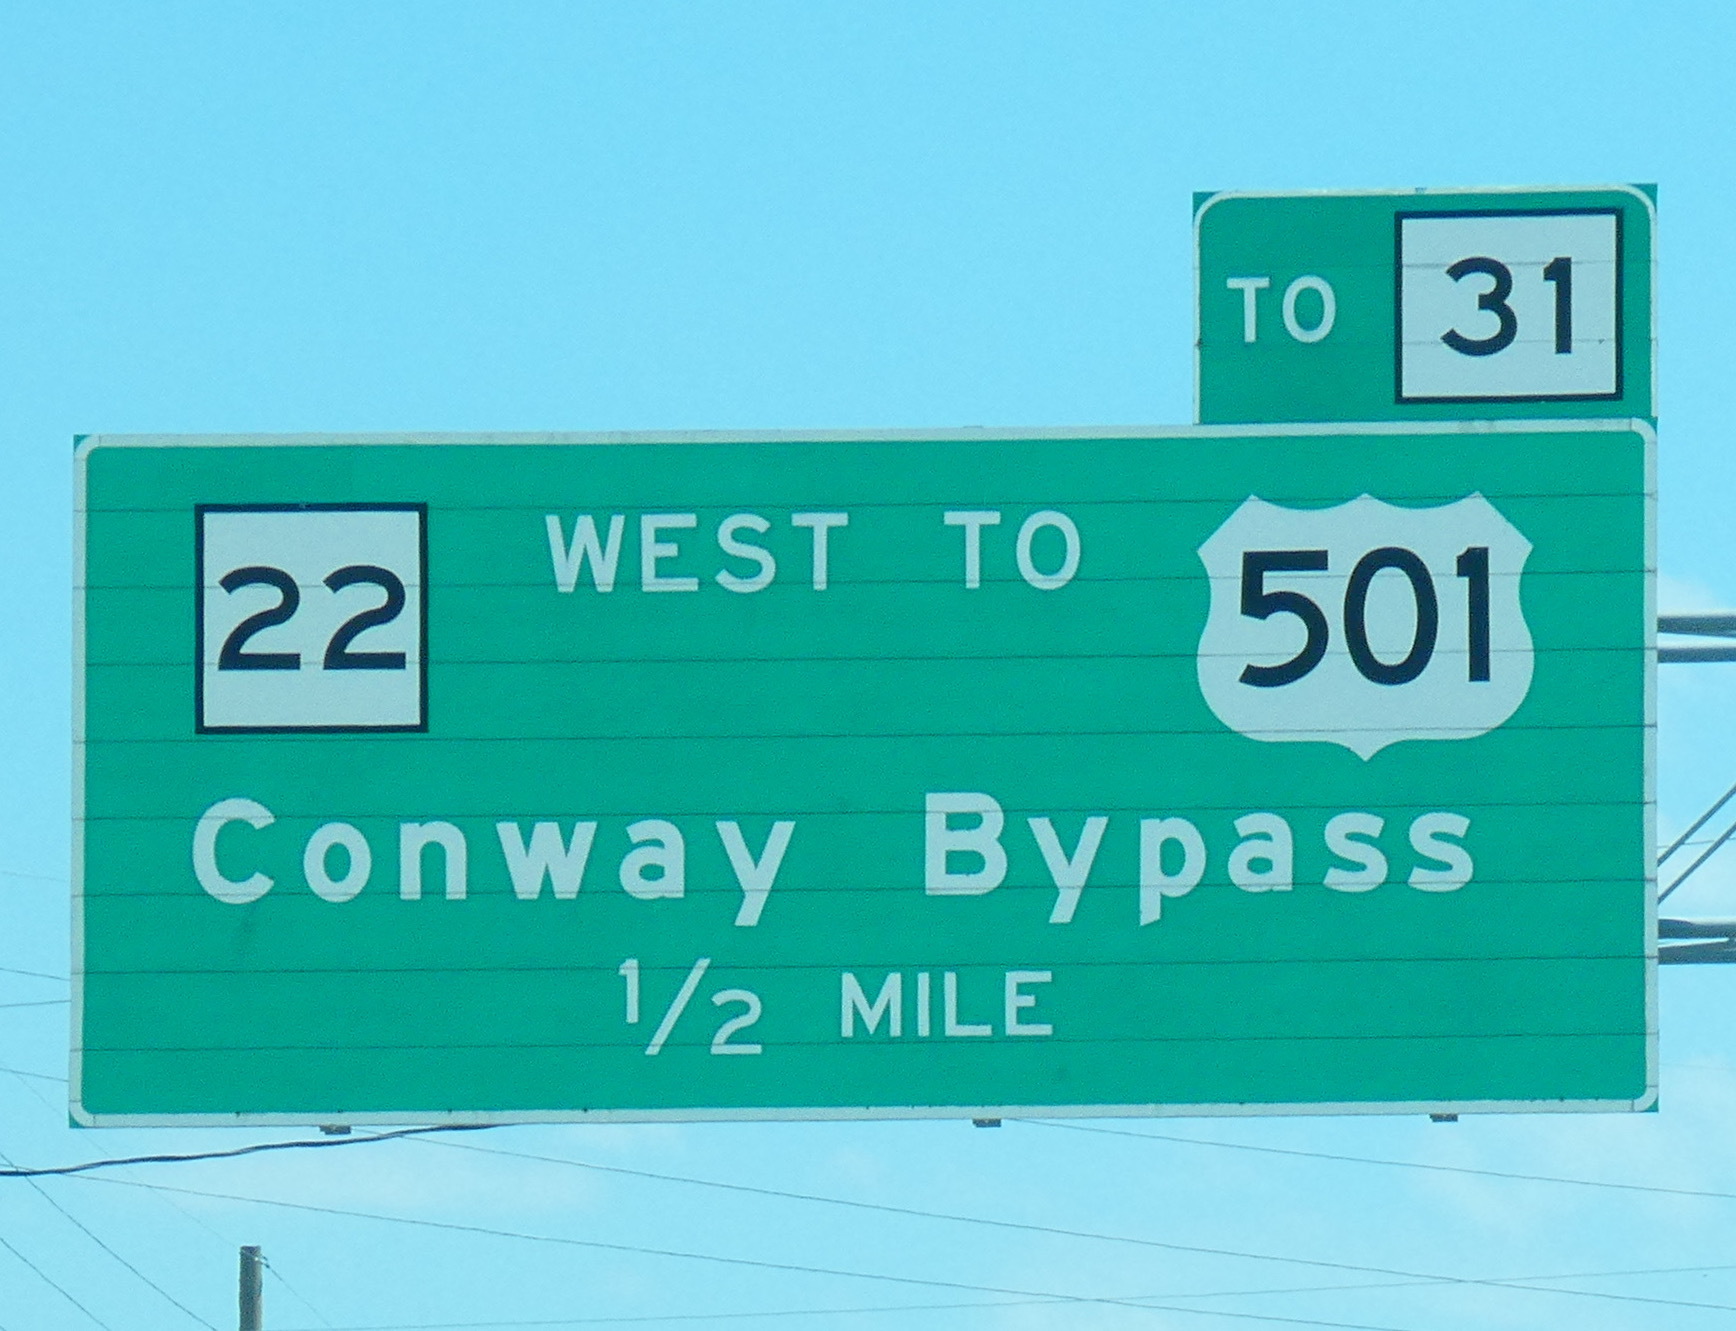 TO 31
22 WEST TO 501
Conway Bypass
1/2 MILE